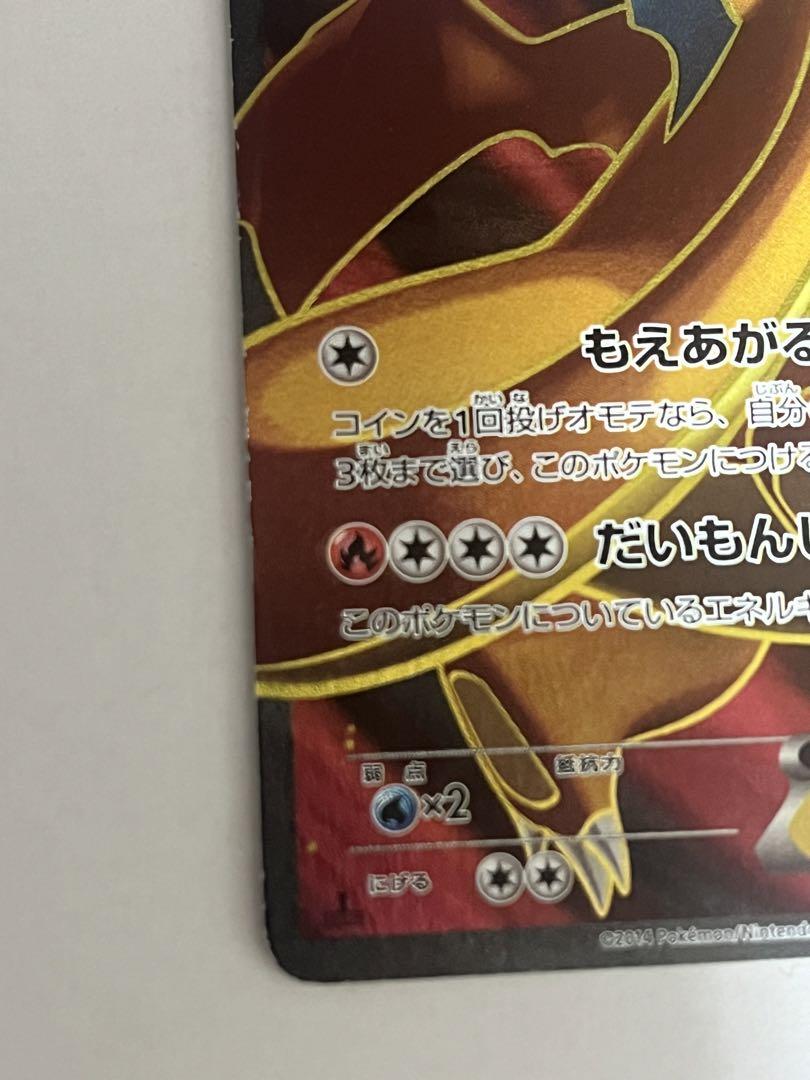 もえあがる
かい な じぶん
コインを1回投げオモテなら、自分
まい えら
3枚まで選び、このポケモンにつける
だいもんじ
このポケモンについているエネルギ
弱点 抵抗力
×2
にげる
©2014 Pokémon/Nintendo